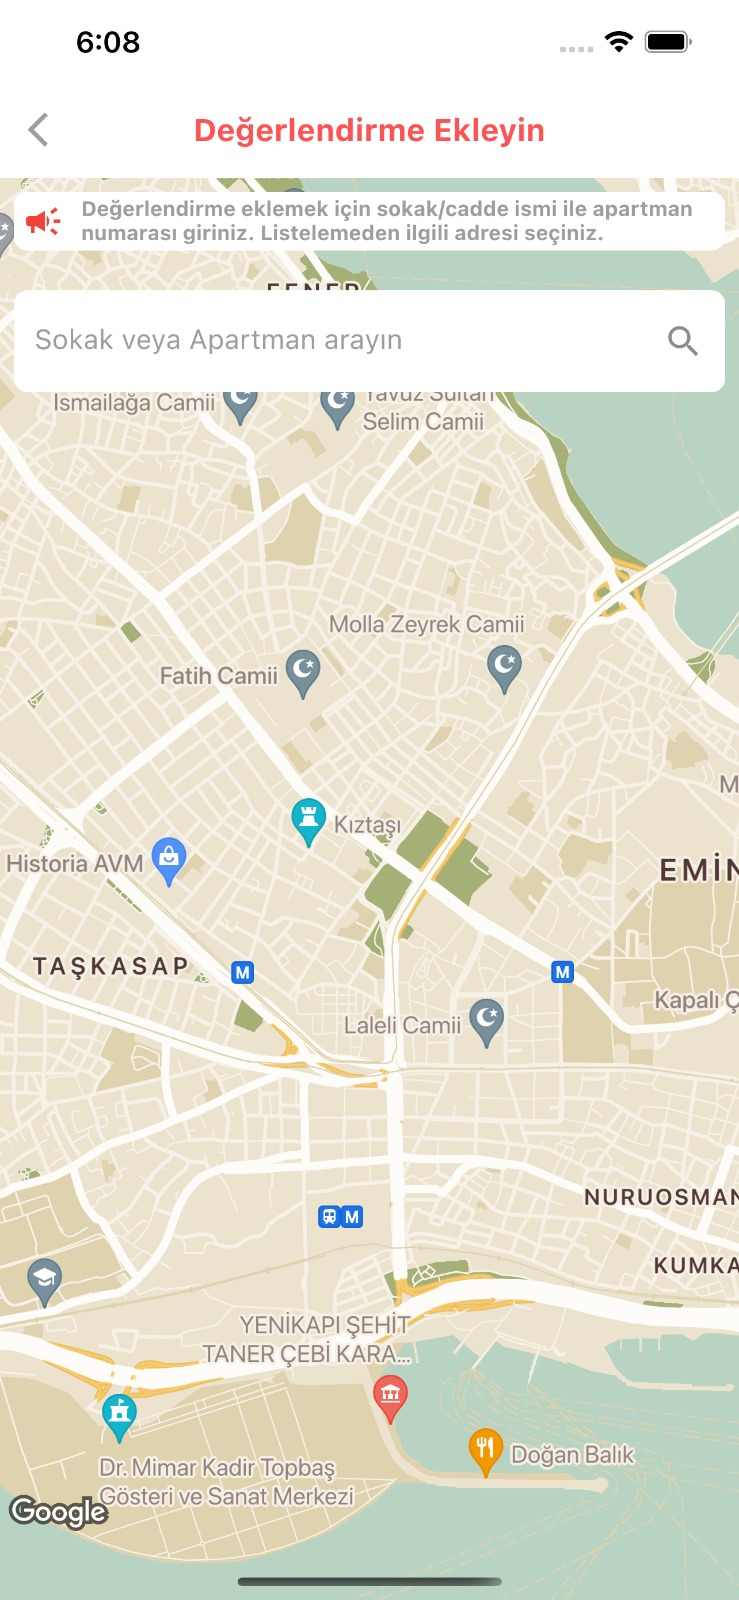 6:08
Değerlendirme Ekleyin
Değerlendirme eklemek için sokak/cadde ismi ile apartman
numarası giriniz. Listelemeden ilgili adresi seçiniz.
FENER
Sokak veya Apartman arayın
Ismailağa Camii
Yavuz Sultan
Selim Camii
Molla Zeyrek Camii
Fatih Camii
M
Kıztaşı
Historia AVM
EMİN
TAŞKASAP
M
M
Kapalı Ç
Laleli Camii
NURUOSMAN
M
KUMKA
YENİKAPI ŞEHİT
TANER ÇEBİ KARA...
Doğan Balık
Dr. Mimar Kadir Topbaş
Gösteri ve Sanat Merkezi
Google